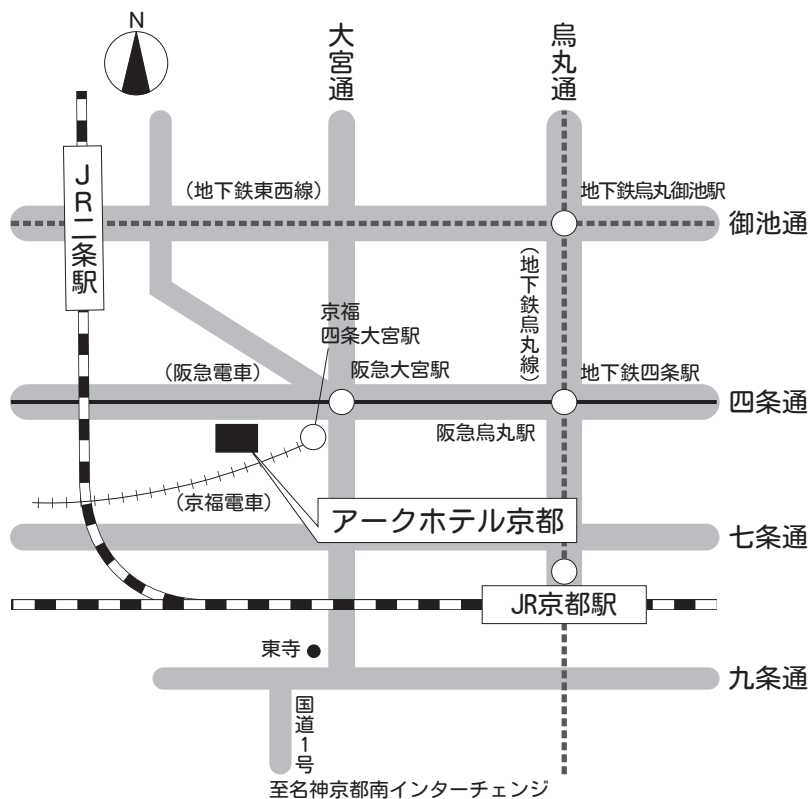 N
大宮通
烏丸通
JR二条駅
(地下鉄東西線)
地下鉄烏丸御池駅
御池通
(地下鉄烏丸線)
京福
四条大宮駅
(阪急電車)
阪急大宮駅
地下鉄四条駅
四条通
阪急烏丸駅
(京福電車)
アークホテル京都
七条通
JR京都駅
東寺
九条通
国道1号
至名神京都南インターチェンジ